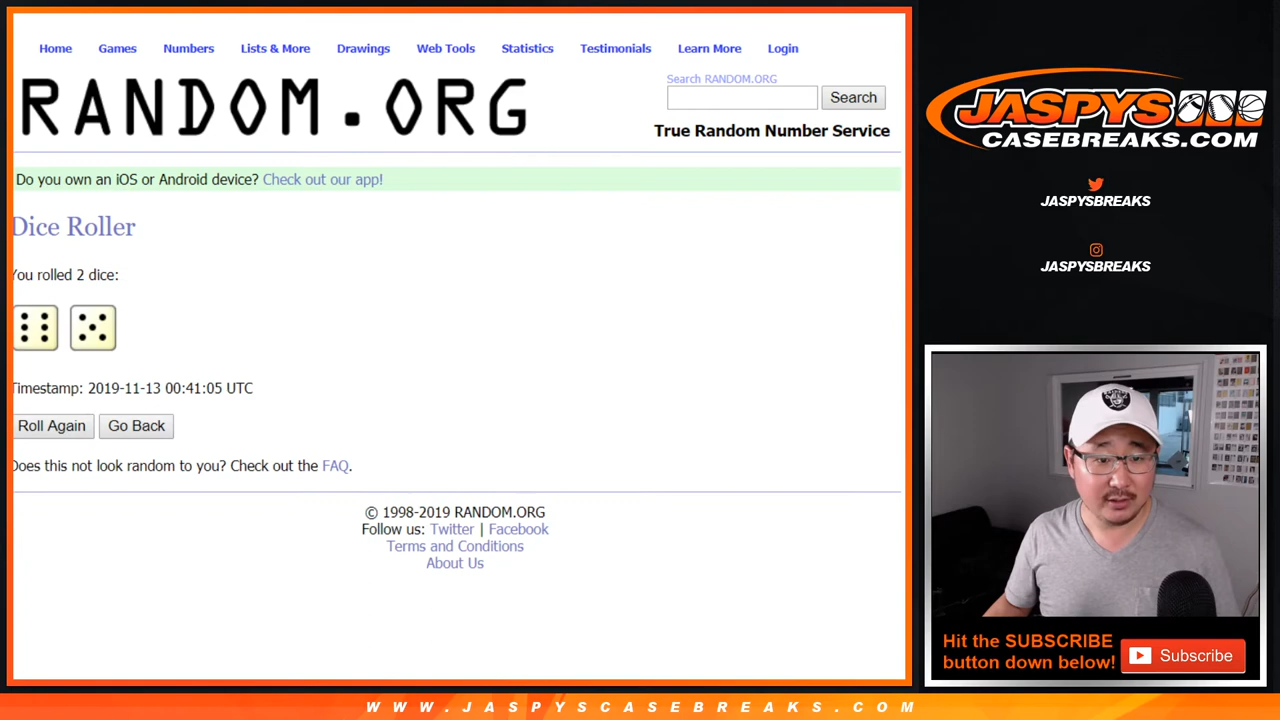 Home Games Numbers Lists & More Drawings Web Tools Statistics Testimonials Learn More Login
RANDOM.ORG
Search RANDOM.ORG
Search
True Random Number Service
Do you own an iOS or Android device? Check out our app!
Dice Roller
You rolled 2 dice:
Timestamp: 2019-11-13 00:41:05 UTC
Roll Again Go Back
Does this not look random to you? Check out the FAQ.
© 1998-2019 RANDOM.ORG
Follow us: Twitter | Facebook
Terms and Conditions
About Us
JASPYS
CASEBREAKS.COM
JASPYSBREAKS
JASPYSBREAKS
Hit the SUBSCRIBE
button down below!
Subscribe
WWW.JASPYSCASEBREAKS.COM